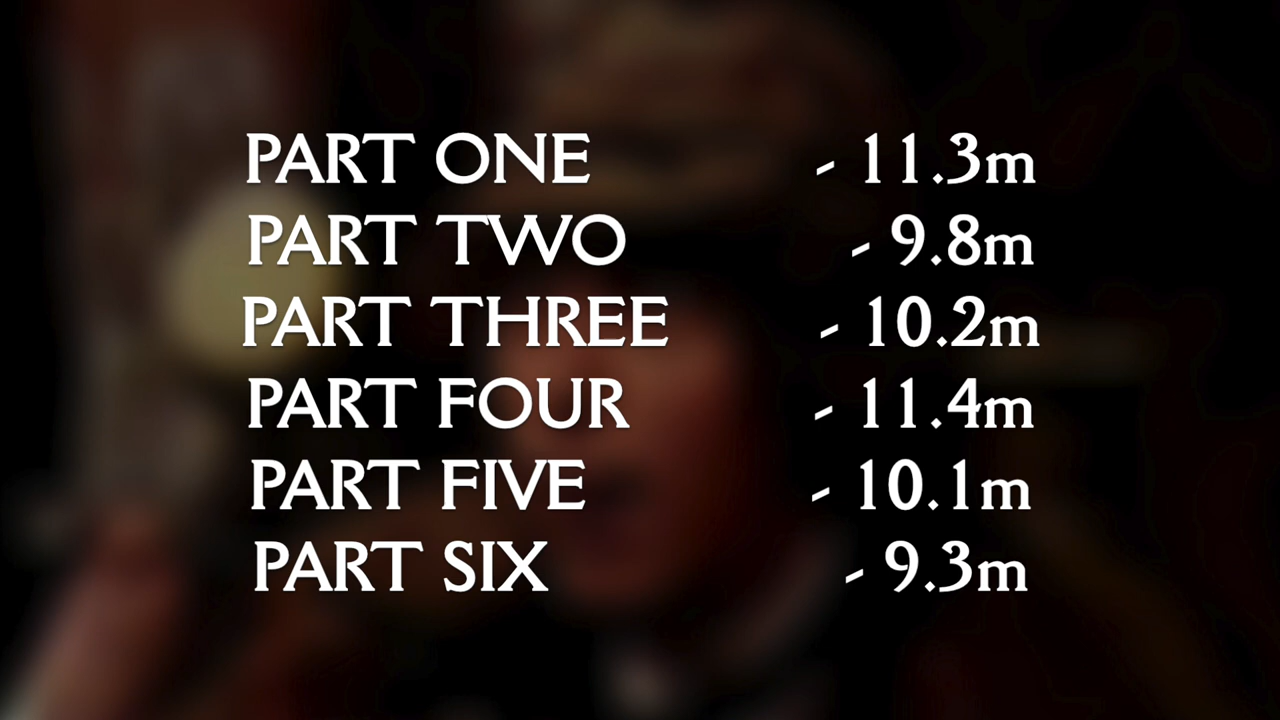 PART ONE - 11.3m
PART TWO - 9.8m
PART THREE - 10.2m
PART FOUR - 11.4m
PART FIVE - 10.1m
PART SIX - 9.3m